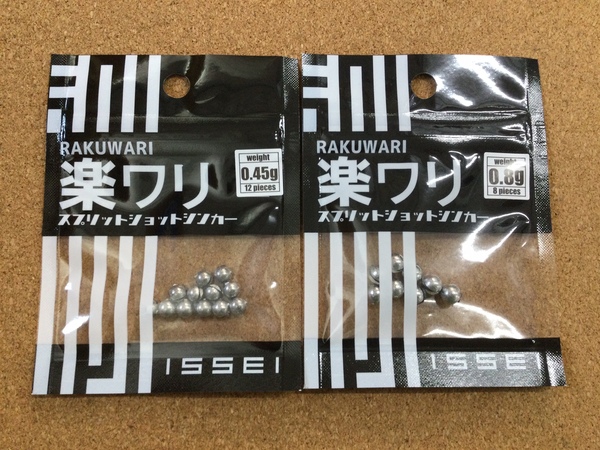 RAKUWARI
楽ワリ
weight
0.45g
12 pieces
スプリットショットシンカー
ISSEI
RAKUWARI
楽ワリ
weight
0.8g
8 pieces
スプリットショットシンカー
ISSEI